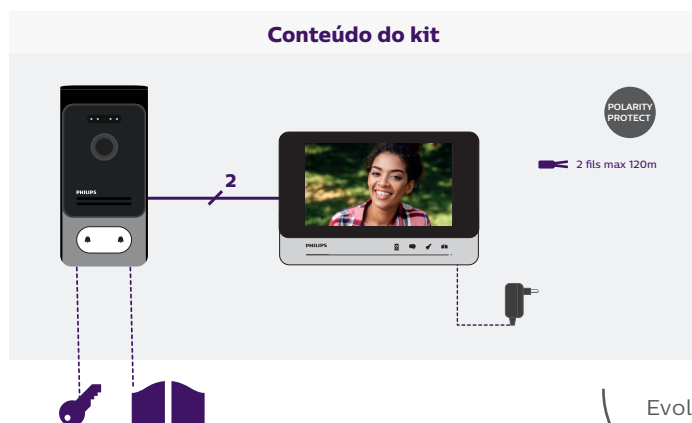 Conteúdo do kit
POLARITY
PROTECT
2 fils max 120m
2
PHILIPS
PHILIPS
Evol